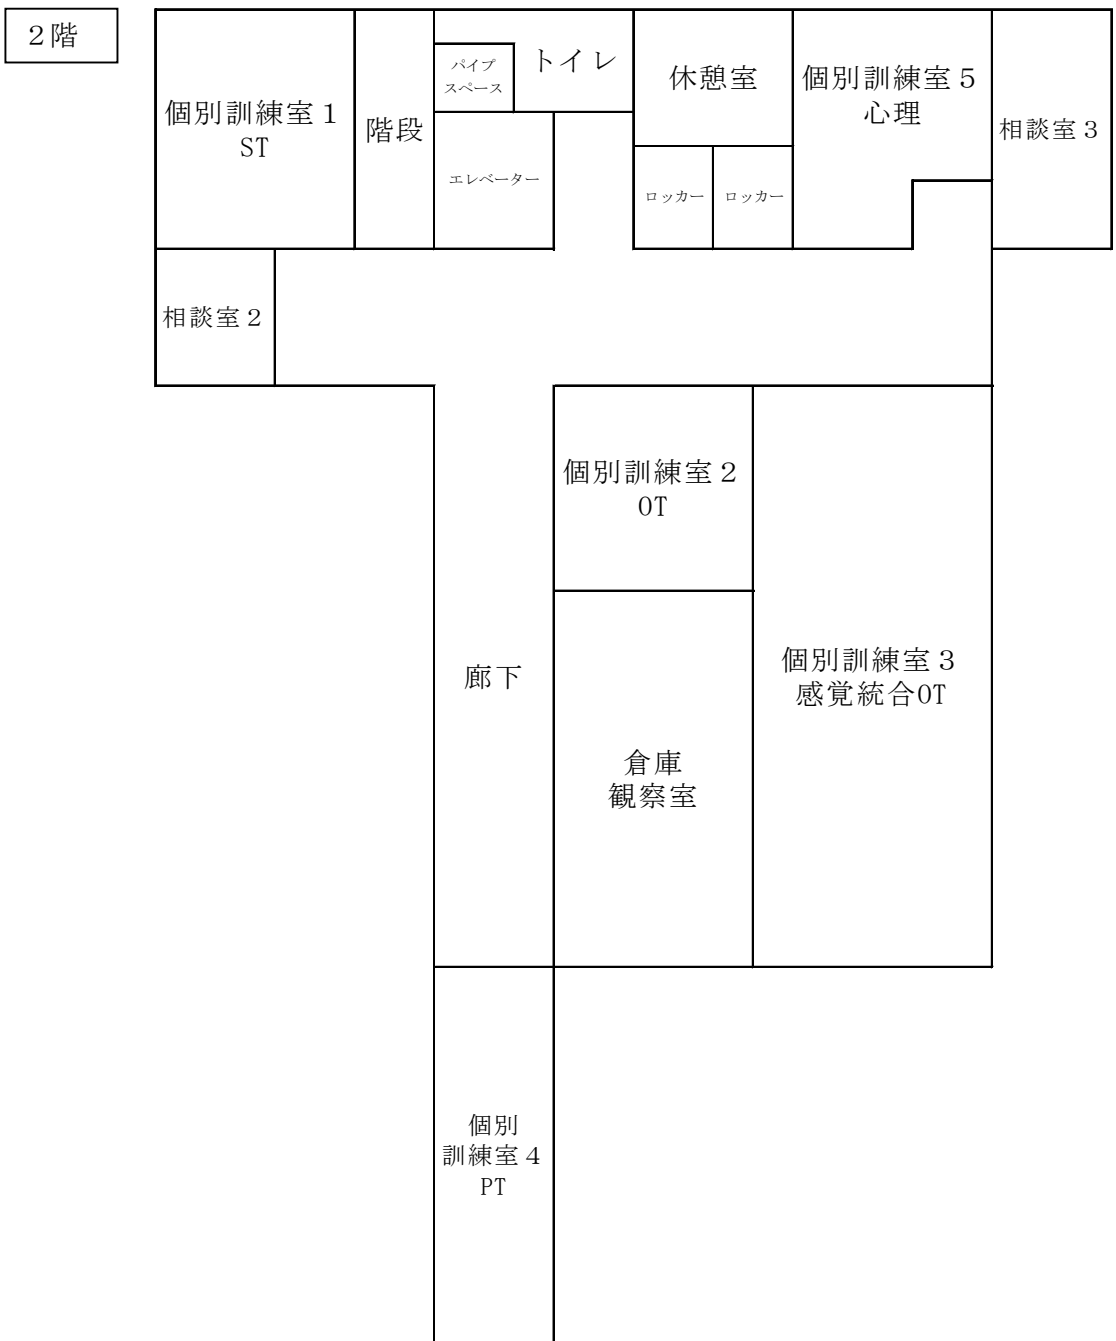 ２階
個別訓練室１
ST
階段
パイプ
スペース
トイレ
エレベーター
休憩室
ロッカー
ロッカー
個別訓練室５
心理
相談室３
相談室２
個別訓練室２
OT
廊下
倉庫
観察室
個別訓練室３
感覚統合OT
個別
訓練室４
PT